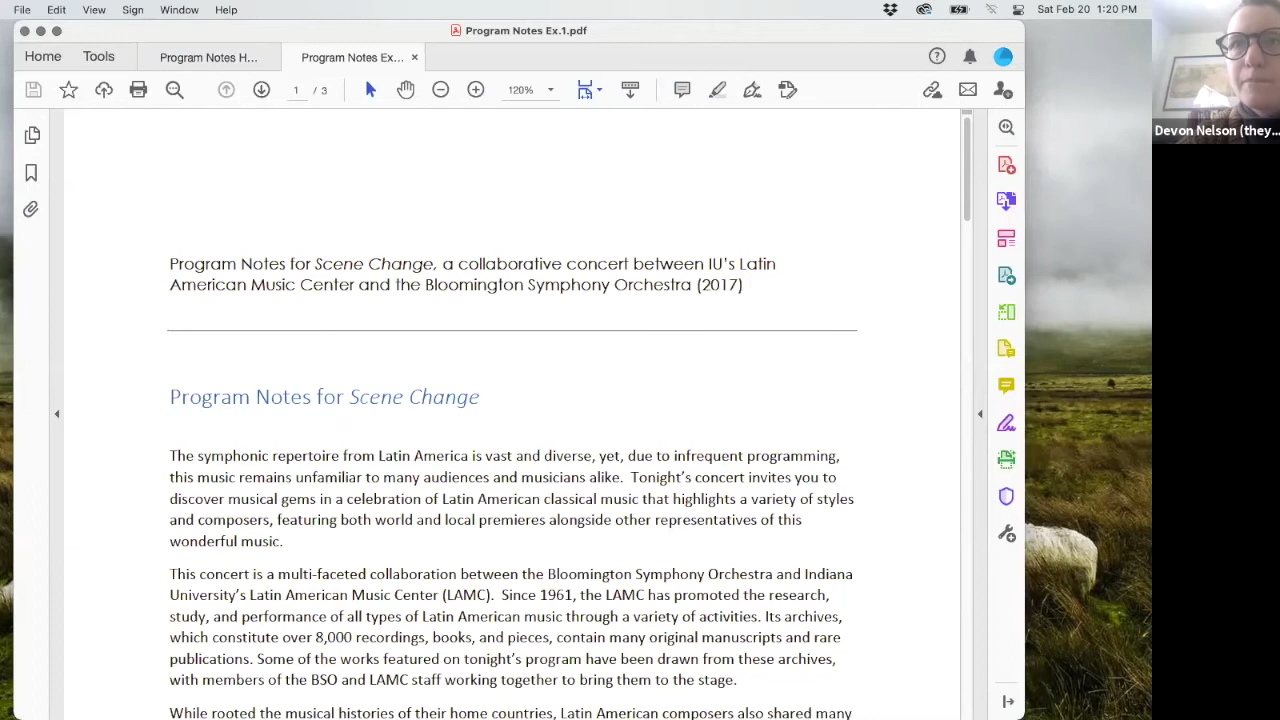 File Edit View Sign Window Help
Sat Feb 20 1:20 PM
Program Notes Ex.1.pdf
Home Tools Program Notes H... Program Notes Ex... ×
1 / 3 120%
Devon Nelson (they...
Program Notes for Scene Change, a collaborative concert between IU's Latin
American Music Center and the Bloomington Symphony Orchestra (2017)
Program Notes for Scene Change
The symphonic repertoire from Latin America is vast and diverse, yet, due to infrequent programming,
this music remains unfamiliar to many audiences and musicians alike. Tonight's concert invites you to
discover musical gems in a celebration of Latin American classical music that highlights a variety of styles
and composers, featuring both world and local premieres alongside other representatives of this
wonderful music.
This concert is a multi-faceted collaboration between the Bloomington Symphony Orchestra and Indiana
University's Latin American Music Center (LAMC). Since 1961, the LAMC has promoted the research,
study, and performance of all types of Latin American music through a variety of activities. Its archives,
which constitute over 8,000 recordings, books, and pieces, contain many original manuscripts and rare
publications. Some of the works featured on tonight's program have been drawn from these archives,
with members of the BSO and LAMC staff working together to bring them to the stage.
While rooted the musical histories of their home countries, Latin American composers also shared many